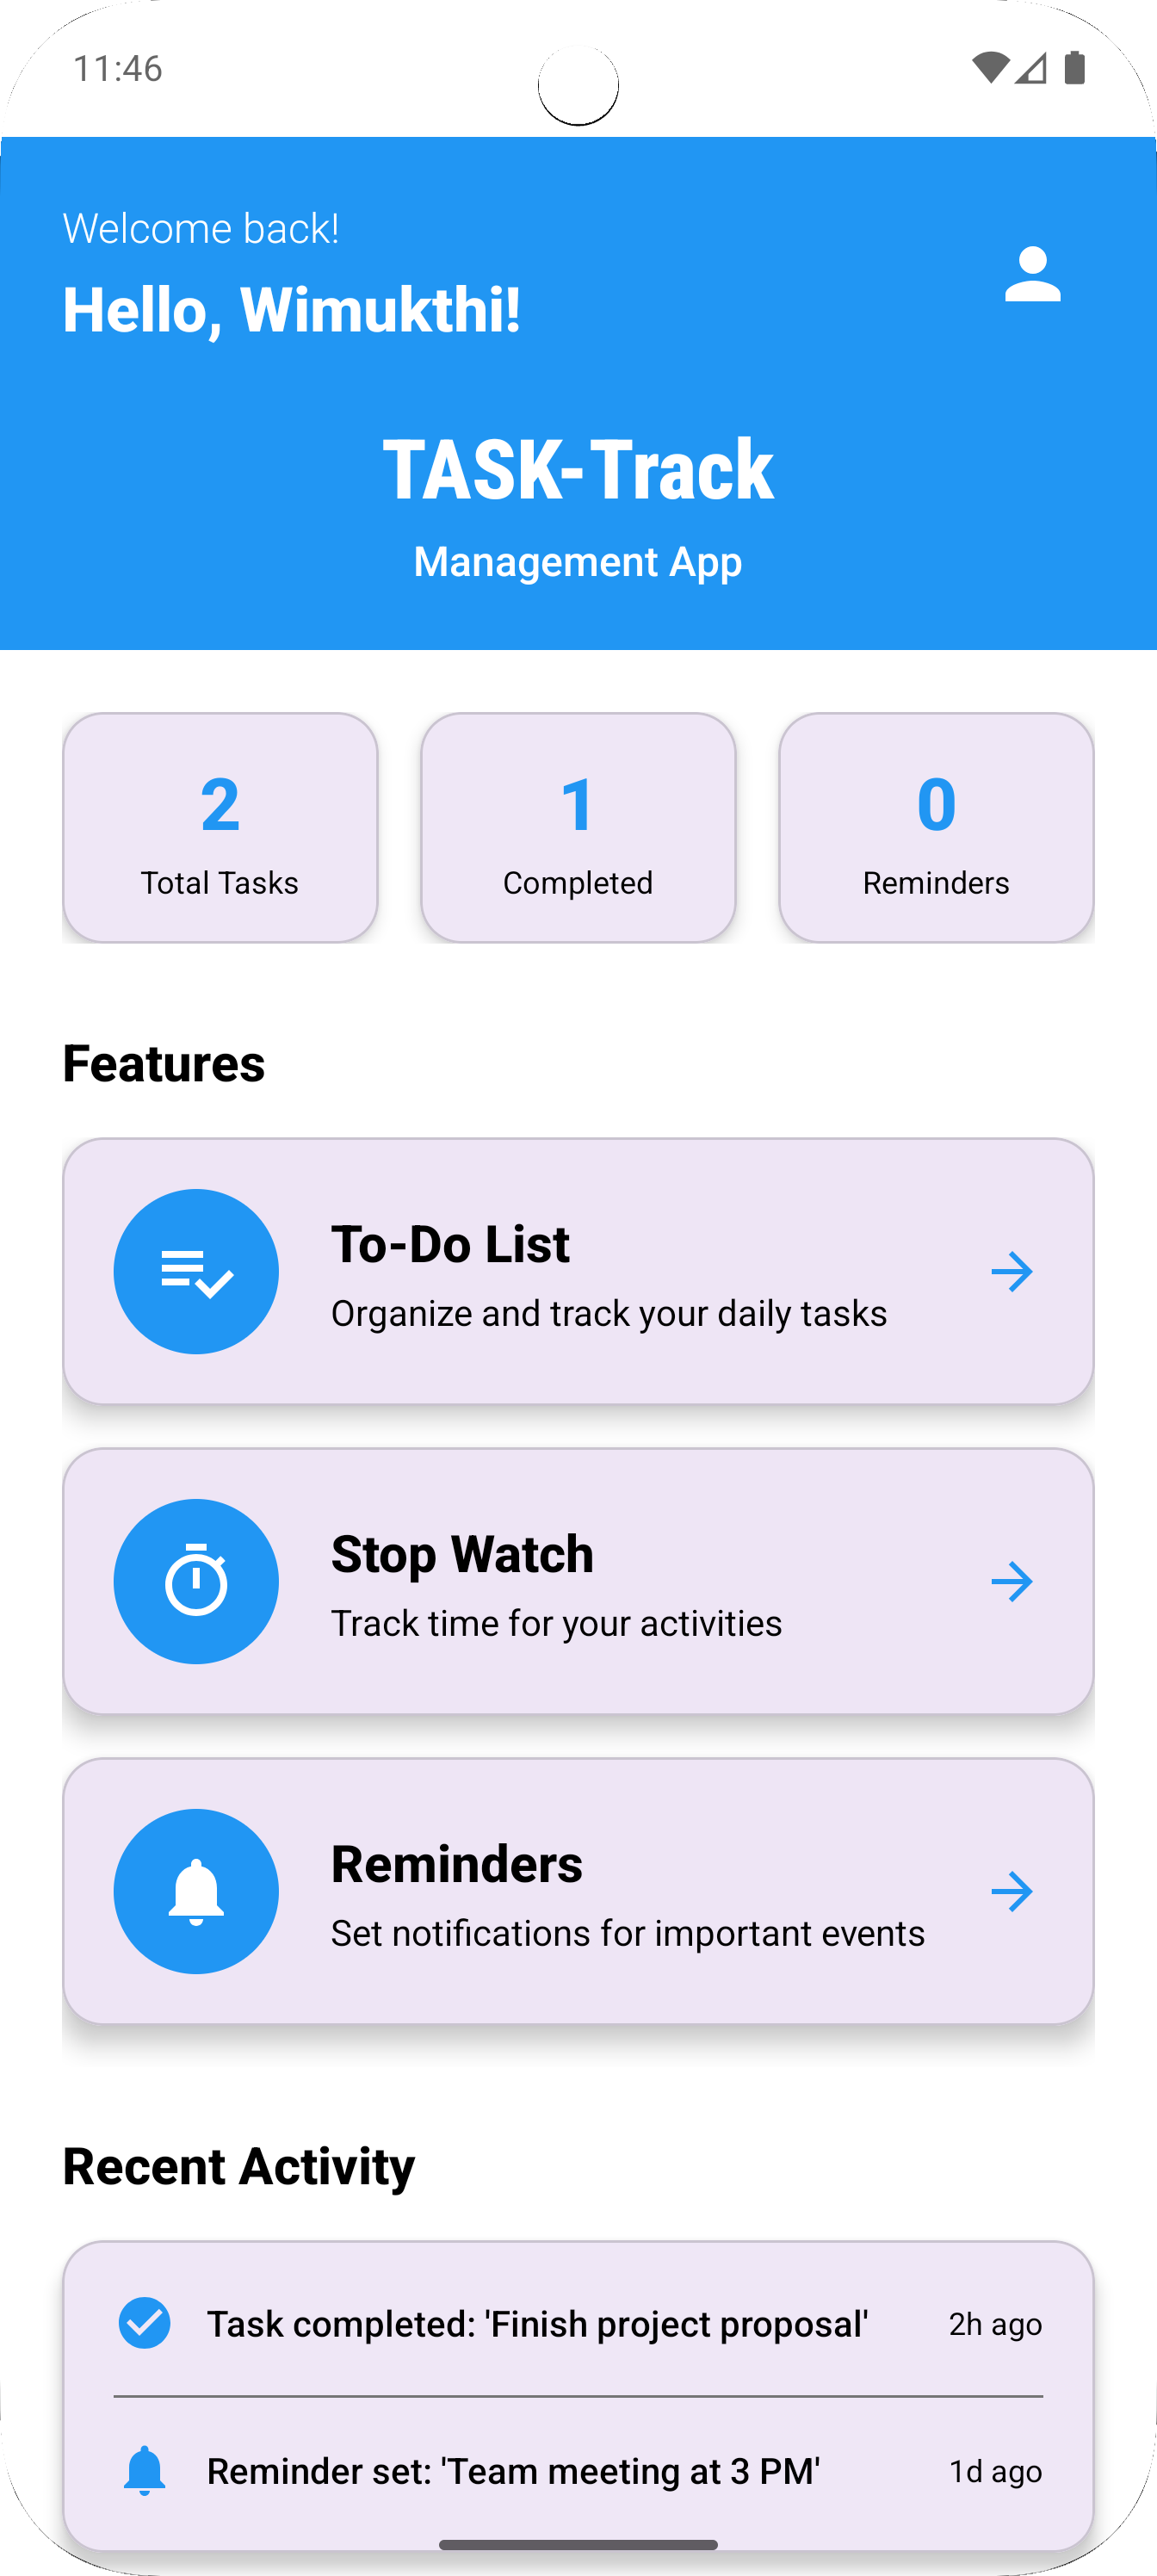 11:46
Welcome back!
Hello, Wimukthi!
TASK-Track
Management App
2
Total Tasks
1
Completed
0
Reminders
Features
To-Do List
Organize and track your daily tasks
Stop Watch
Track time for your activities
Reminders
Set notifications for important events
Recent Activity
Task completed: 'Finish project proposal' 2h ago
Reminder set: 'Team meeting at 3 PM' 1d ago